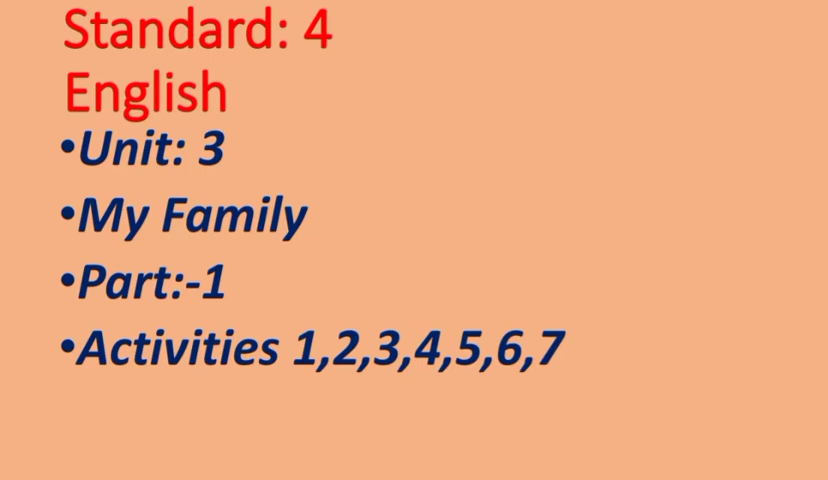 Standard: 4
English
•Unit: 3
•My Family
•Part:-1
•Activities 1,2,3,4,5,6,7